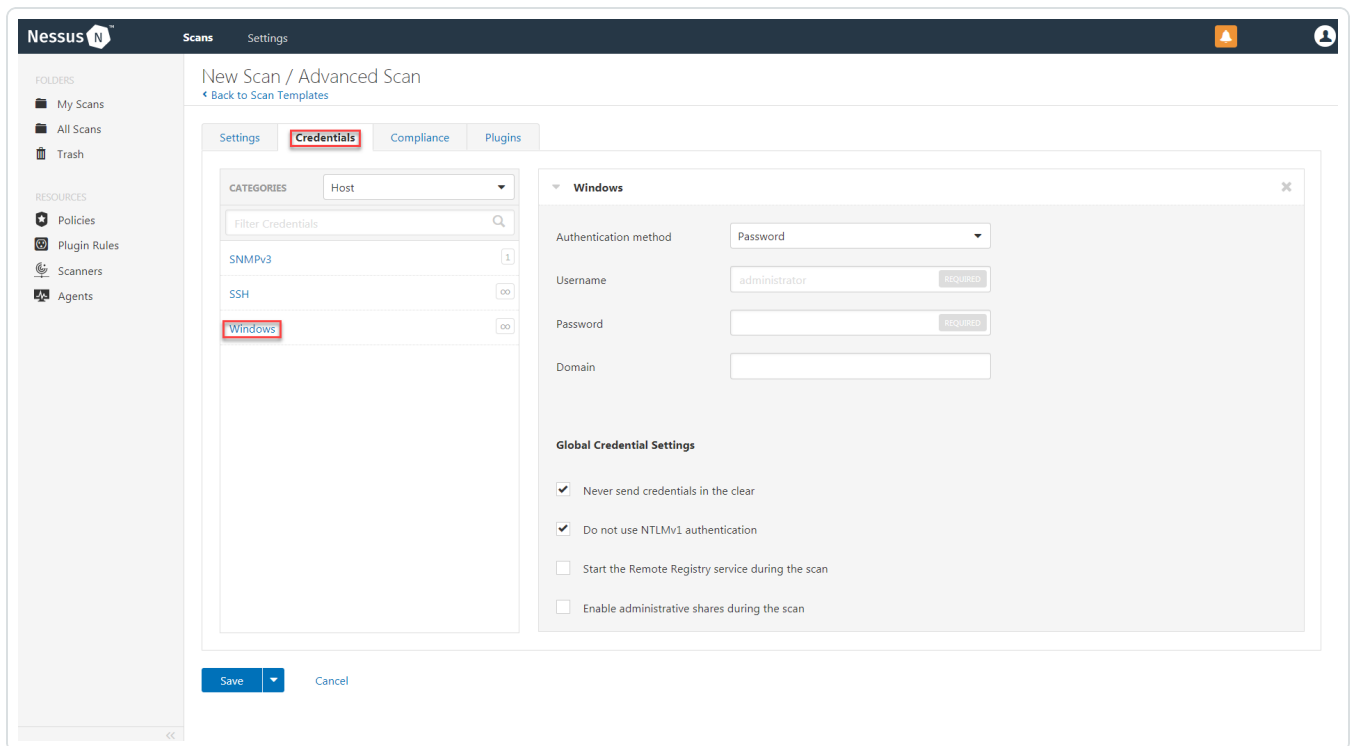 Nessus N ™
Scans Settings
FOLDERS
My Scans
All Scans
Trash
RESOURCES
Policies
Plugin Rules
Scanners
Agents
New Scan / Advanced Scan
Back to Scan Templates
Settings Credentials Compliance Plugins
CATEGORIES Host
Filter Credentials
SNMPv3 1
SSH ∞
Windows ∞
Windows
Authentication method Password
Username administrator REQUIRED
Password REQUIRED
Domain
Global Credential Settings
Never send credentials in the clear
Do not use NTLMv1 authentication
Start the Remote Registry service during the scan
Enable administrative shares during the scan
Save Cancel